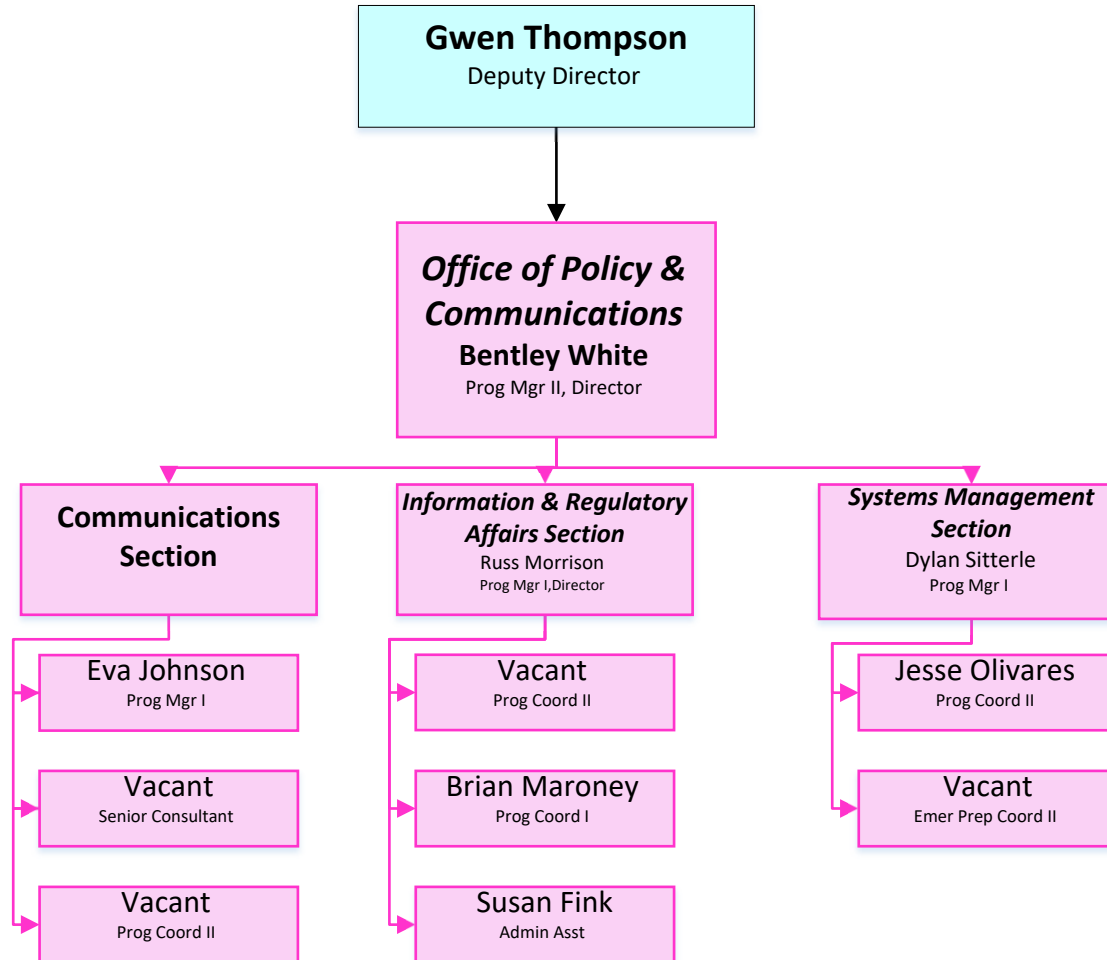 Gwen Thompson
Deputy Director
Office of Policy &
Communications
Bentley White
Prog Mgr II, Director
Communications
Section
Eva Johnson
Prog Mgr I
Vacant
Senior Consultant
Vacant
Prog Coord II
Information & Regulatory
Affairs Section
Russ Morrison
Prog Mgr I,Director
Vacant
Prog Coord II
Brian Maroney
Prog Coord I
Susan Fink
Admin Asst
Systems Management
Section
Dylan Sitterle
Prog Mgr I
Jesse Olivares
Prog Coord II
Vacant
Emer Prep Coord II